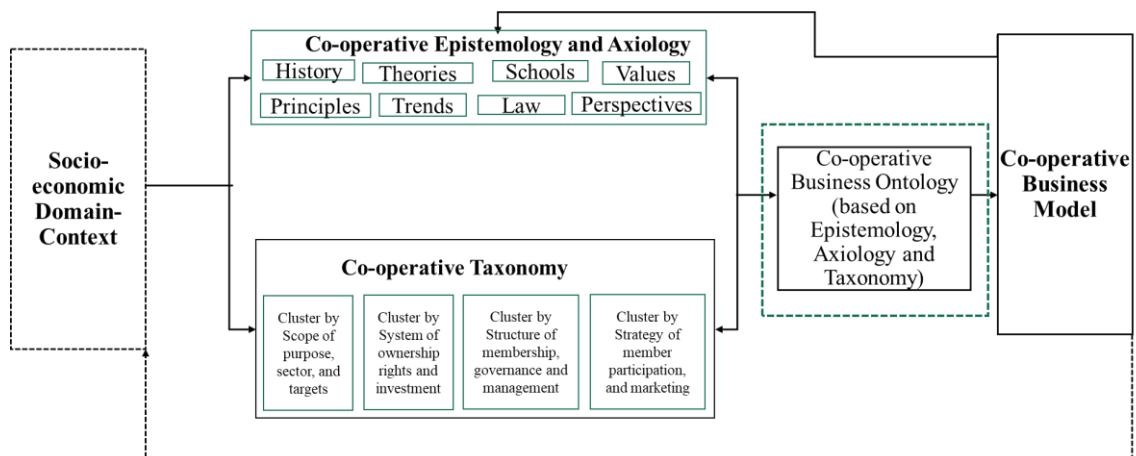 Socio-
economic
Domain-
Context
Co-operative Epistemology and Axiology
History
Theories
Schools
Values
Principles
Trends
Law
Perspectives
Co-operative Taxonomy
Cluster by
Scope of
purpose,
sector, and
targets
Cluster by
System of
ownership
rights and
investment
Cluster by
Structure of
membership,
governance and
management
Cluster by
Strategy of
member
participation,
and marketing
Co-operative
Business Ontology
(based on
Epistemology,
Axiology and
Taxonomy)
Co-operative
Business
Model